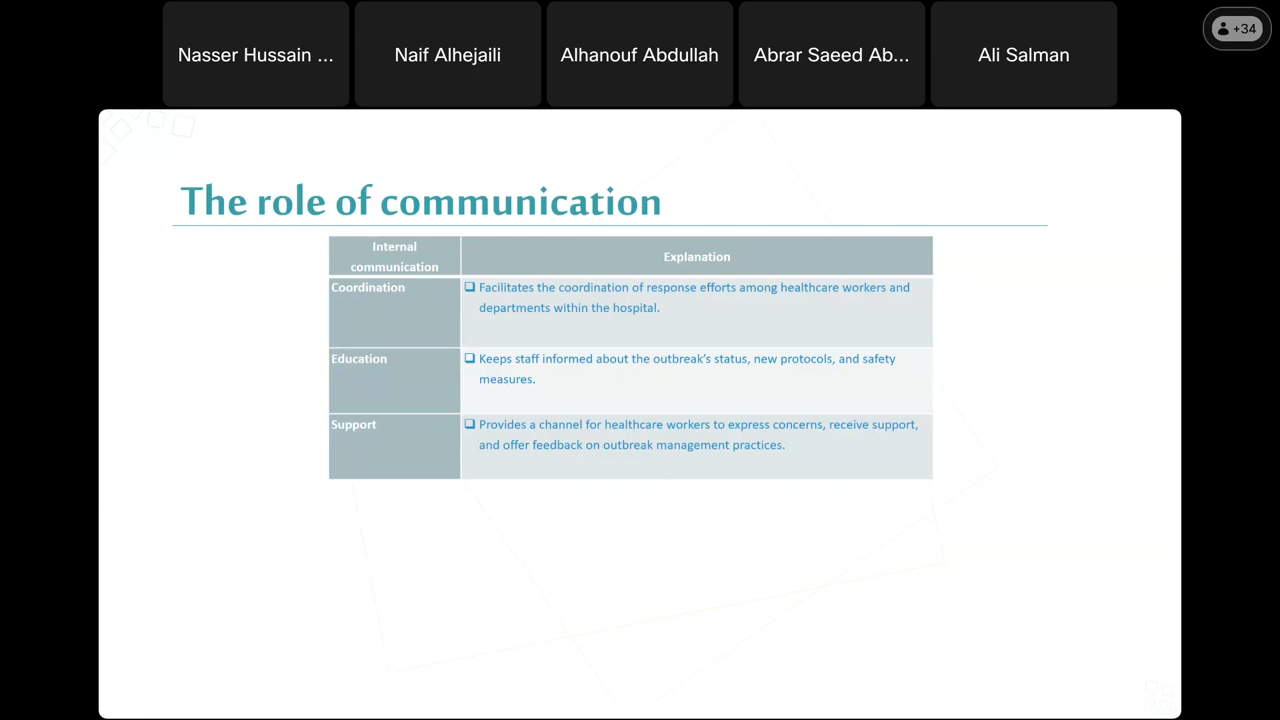 Nasser Hussain ...
Naif Alhejaili
Alhanouf Abdullah
Abrar Saeed Ab...
Ali Salman
+34
The role of communication
Internal
communication
Explanation
Coordination
Facilitates the coordination of response efforts among healthcare workers and
departments within the hospital.
Education
Keeps staff informed about the outbreak's status, new protocols, and safety
measures.
Support
Provides a channel for healthcare workers to express concerns, receive support,
and offer feedback on outbreak management practices.